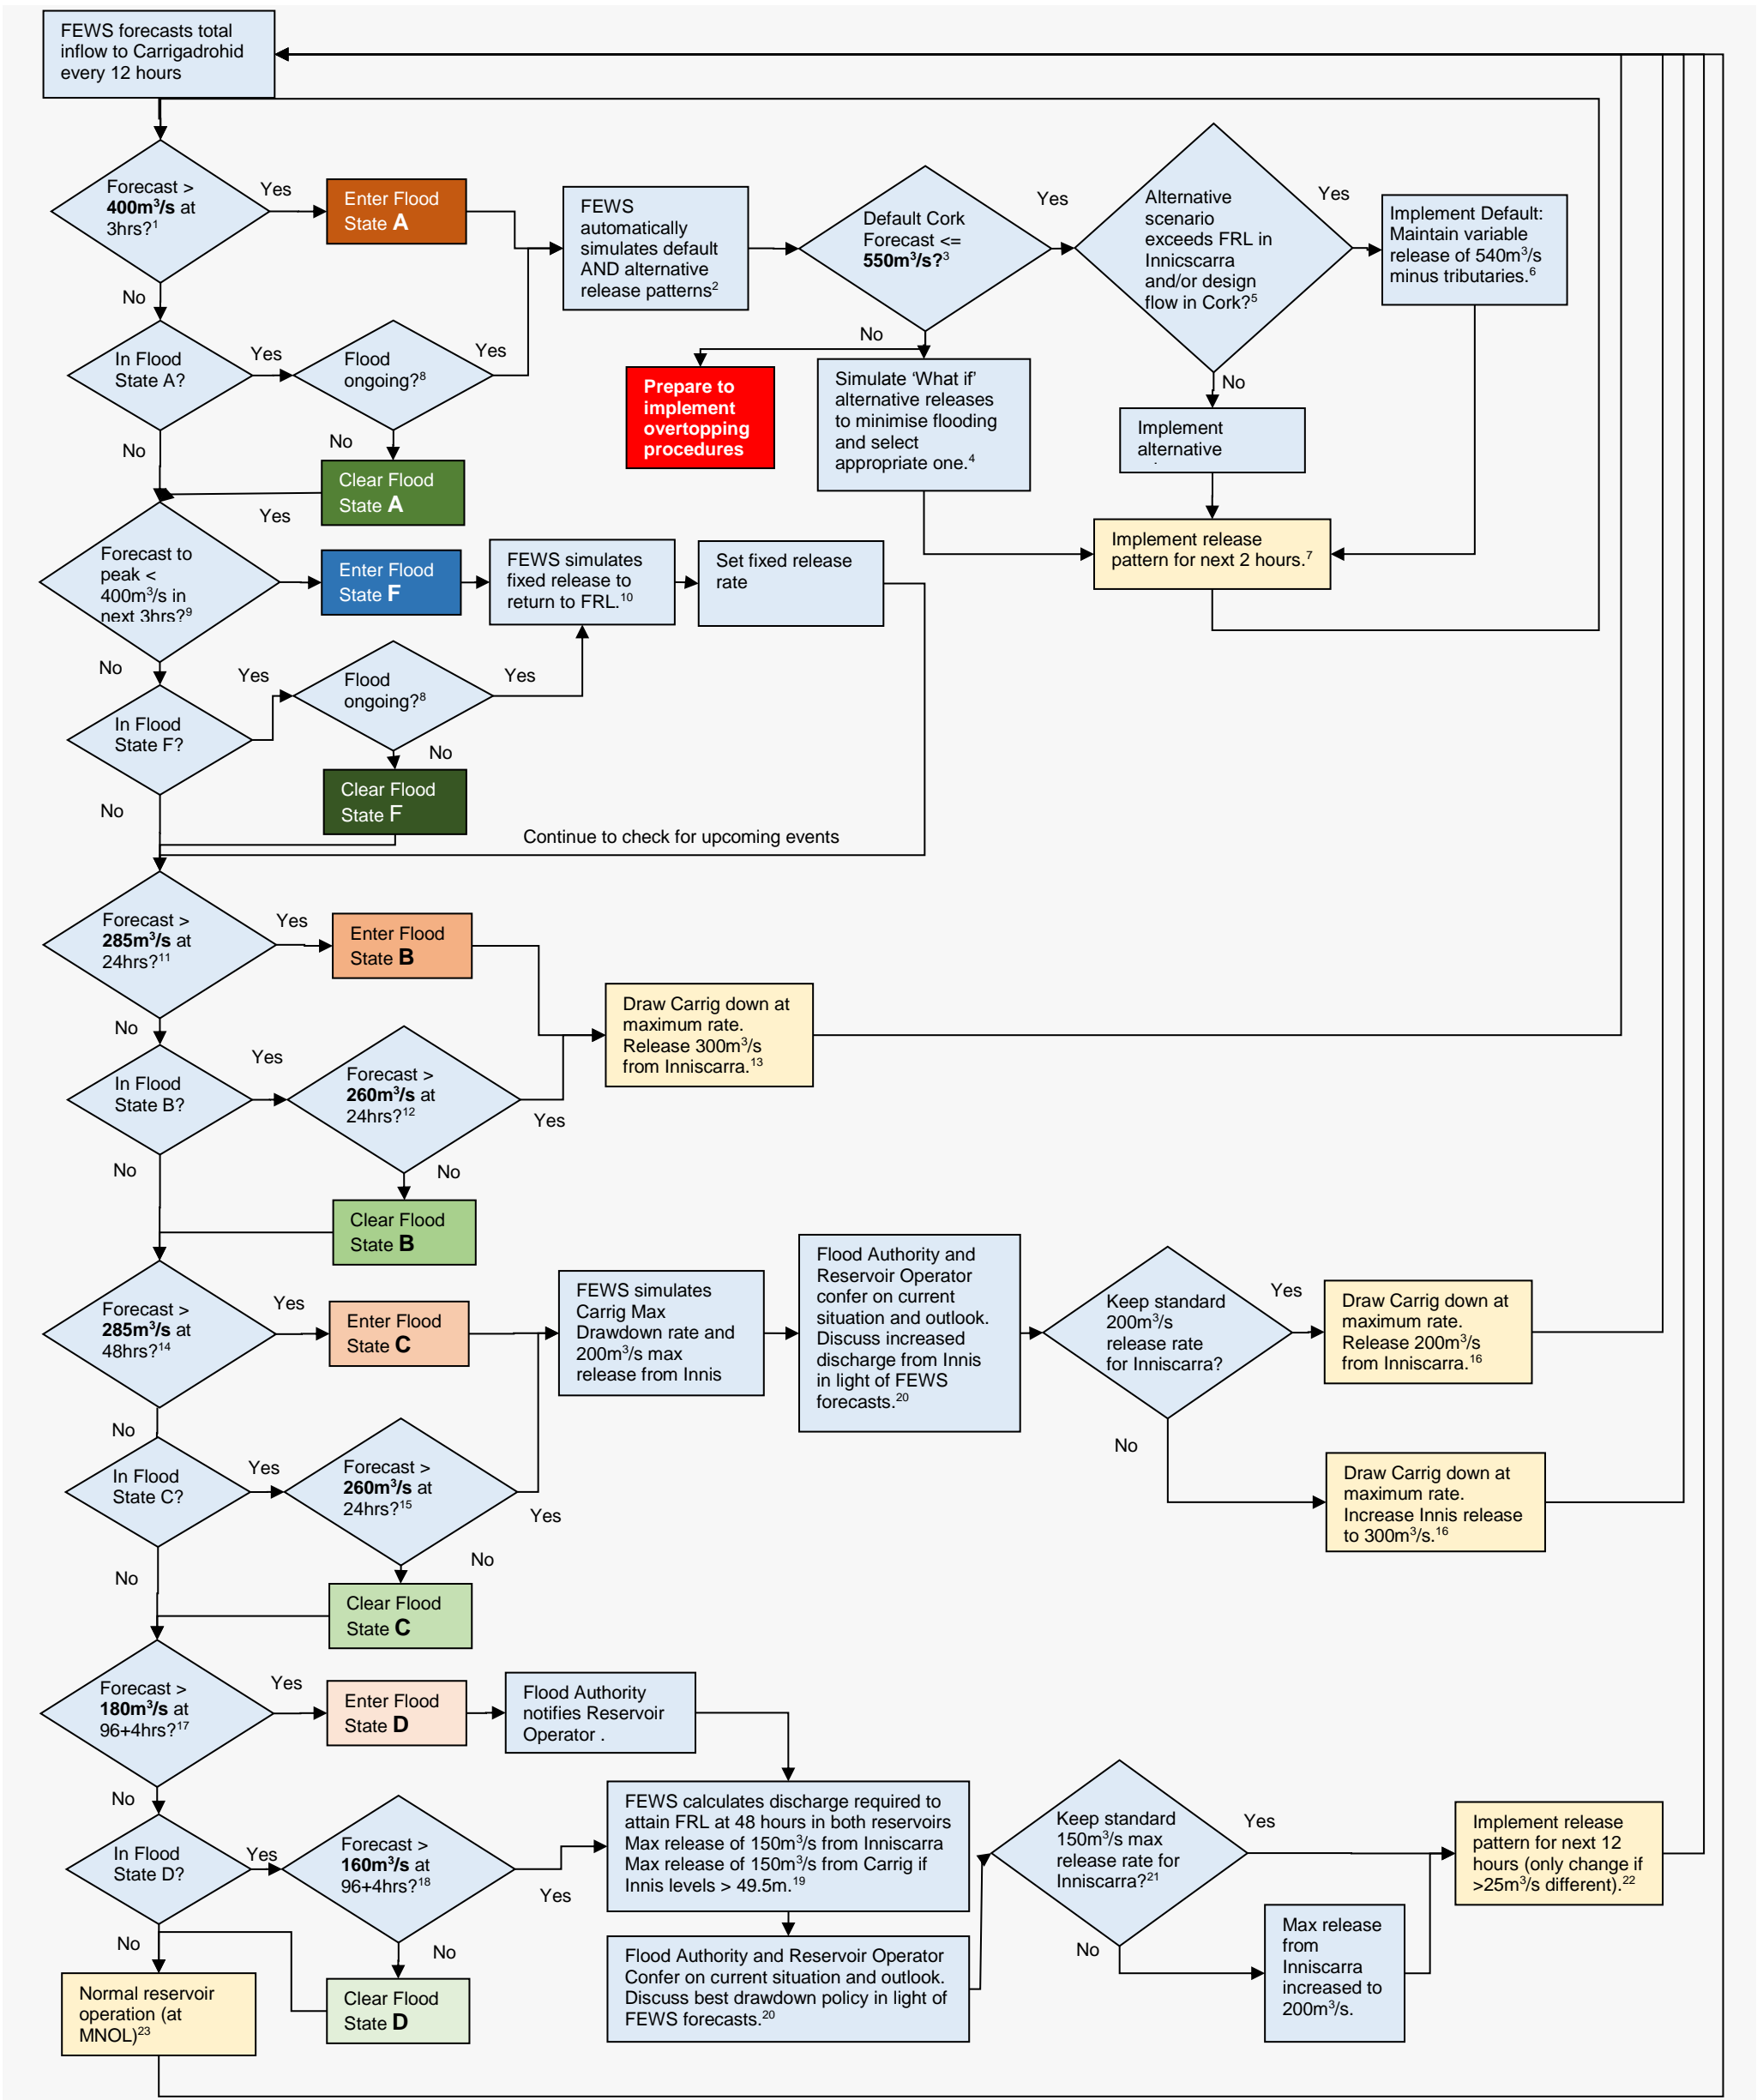 FEWS forecasts total
inflow to Carrigadrohid
every 12 hours
Forecast >
400m³/s at
3hrs?¹
Yes
Enter Flood
State A
FEWS
automatically
simulates default
AND alternative
release patterns²
Default Cork
Forecast <=
550m³/s?³
Yes
Alternative
scenario
exceeds FRL in
Innicscarra
and/or design
flow in Cork?⁵
Yes
Implement Default:
Maintain variable
release of 540m³/s
minus tributaries.⁶
No
In Flood
State A?
Yes
Flood
ongoing?⁸
Yes
No
Prepare to
implement
overtopping
procedures
Simulate ‘What if’
alternative releases
to minimise flooding
and select
appropriate one.⁴
No
Implement
alternative
No
No
Clear Flood
State A
Yes
Implement release
pattern for next 2 hours.⁷
Forecast to
peak <
400m³/s in
next 3hrs?⁹
Enter Flood
State F
FEWS simulates
fixed release to
return to FRL.¹⁰
Set fixed release
rate
No
In Flood
State F?
Yes
Flood
ongoing?⁸
Yes
No
Clear Flood
State F
No
Continue to check for upcoming events
Forecast >
285m³/s at
24hrs?¹¹
Yes
Enter Flood
State B
Draw Carrig down at
maximum rate.
Release 300m³/s
from Inniscarra.¹³
No
In Flood
State B?
Yes
Forecast >
260m³/s at
24hrs?¹²
Yes
No
No
Clear Flood
State B
Forecast >
285m³/s at
48hrs?¹⁴
Yes
Enter Flood
State C
FEWS simulates
Carrig Max
Drawdown rate and
200m³/s max
release from Innis
Flood Authority and
Reservoir Operator
confer on current
situation and outlook.
Discuss increased
discharge from Innis
in light of FEWS
forecasts.²⁰
Keep standard
200m³/s
release rate
for Inniscarra?
Yes
Draw Carrig down at
maximum rate.
Release 200m³/s
from Inniscarra.¹⁶
No
In Flood
State C?
Yes
Forecast >
260m³/s at
24hrs?¹⁵
Yes
No
Draw Carrig down at
maximum rate.
Increase Innis release
to 300m³/s.¹⁶
No
No
Clear Flood
State C
Forecast >
180m³/s at
96+4hrs?¹⁷
Yes
Enter Flood
State D
Flood Authority
notifies Reservoir
Operator .
No
In Flood
State D?
Yes
Forecast >
160m³/s at
96+4hrs?¹⁸
Yes
FEWS calculates discharge required to
attain FRL at 48 hours in both reservoirs
Max release of 150m³/s from Inniscarra
Max release of 150m³/s from Carrig if
Innis levels > 49.5m.¹⁹
Keep standard
150m³/s max
release rate for
Inniscarra?²¹
Yes
Implement release
pattern for next 12
hours (only change if
>25m³/s different).²²
No
No
Clear Flood
State D
Flood Authority and Reservoir Operator
Confer on current situation and outlook.
Discuss best drawdown policy in light of
FEWS forecasts.²⁰
No
Max release
from
Inniscarra
increased to
200m³/s.
Normal reservoir
operation (at
MNOL)²³